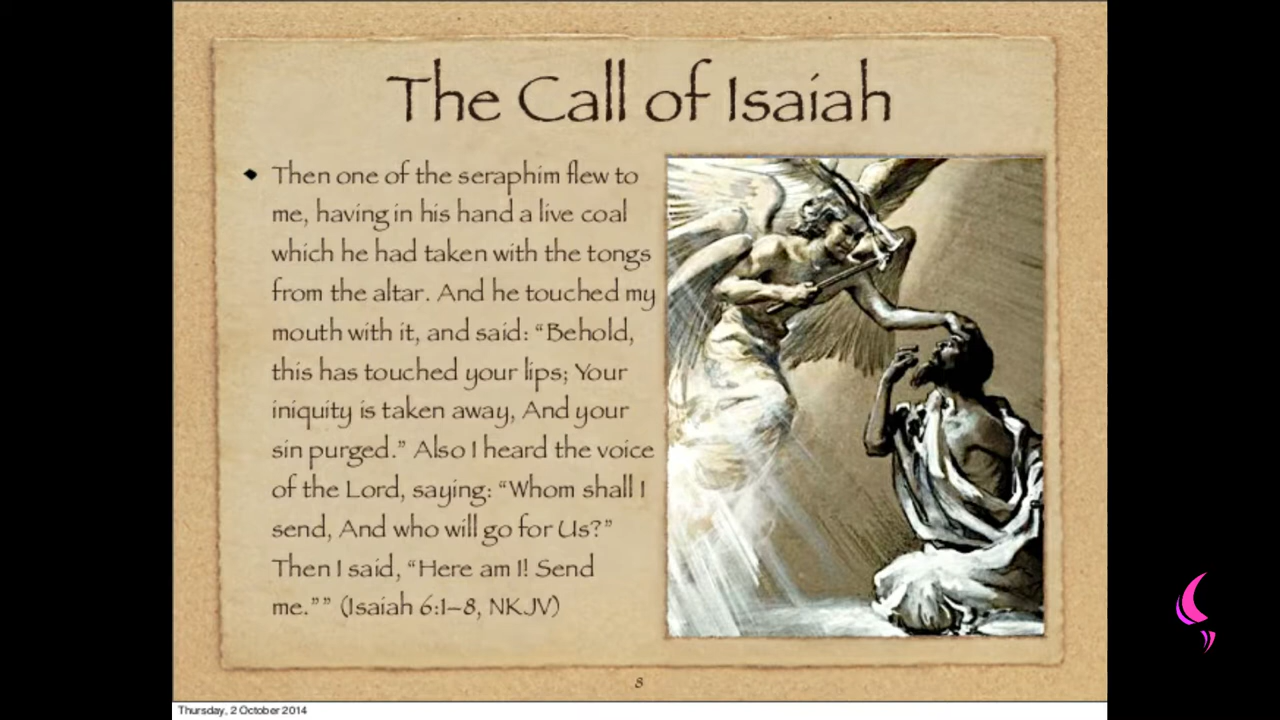 The Call of Isaiah
Then one of the seraphim flew to
me, having in his hand a live coal
which he had taken with the tongs
from the altar. And he touched my
mouth with it, and said: “Behold,
this has touched your lips; Your
iniquity is taken away, And your
sin purged.” Also I heard the voice
of the Lord, saying: “Whom shall I
send, And who will go for Us?”
Then I said, “Here am I! Send
me.”” (Isaiah 6:1–8, NKJV)
8
Thursday, 2 October 2014